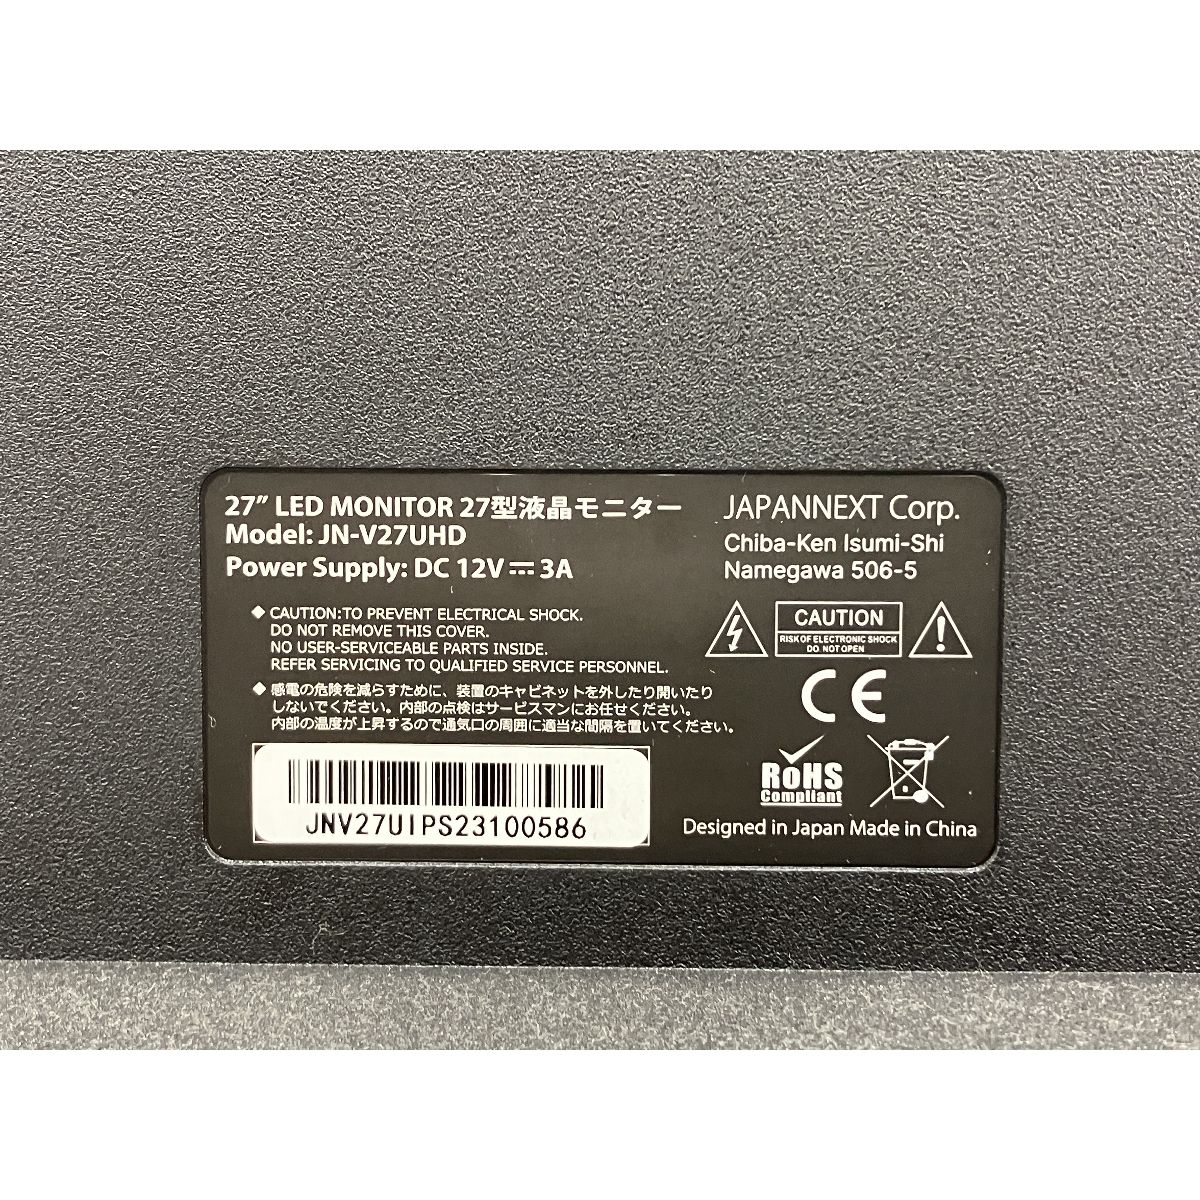 27" LED MONITOR 27型液晶モニター
Model: JN-V27UHD
Power Supply: DC 12V ⎓ 3A
◆ CAUTION:TO PREVENT ELECTRICAL SHOCK.
DO NOT REMOVE THIS COVER.
NO USER-SERVICEABLE PARTS INSIDE.
REFER SERVICING TO QUALIFIED SERVICE PERSONNEL.
◆ 感電の危険を減らすために、装置のキャビネットを外したり開いたり
しないでください。内部の点検はサービスマンにお任せください。
内部の温度が上昇するので通気口の周囲に適当な間隔を置いてください。
JNV27UIPS23100586
JAPANNEXT Corp.
Chiba-Ken Isumi-Shi
Namegawa 506-5
CAUTION
RISK OF ELECTRONIC SHOCK
DO NOT OPEN
CE
RoHS
Compliant
Designed in Japan Made in China